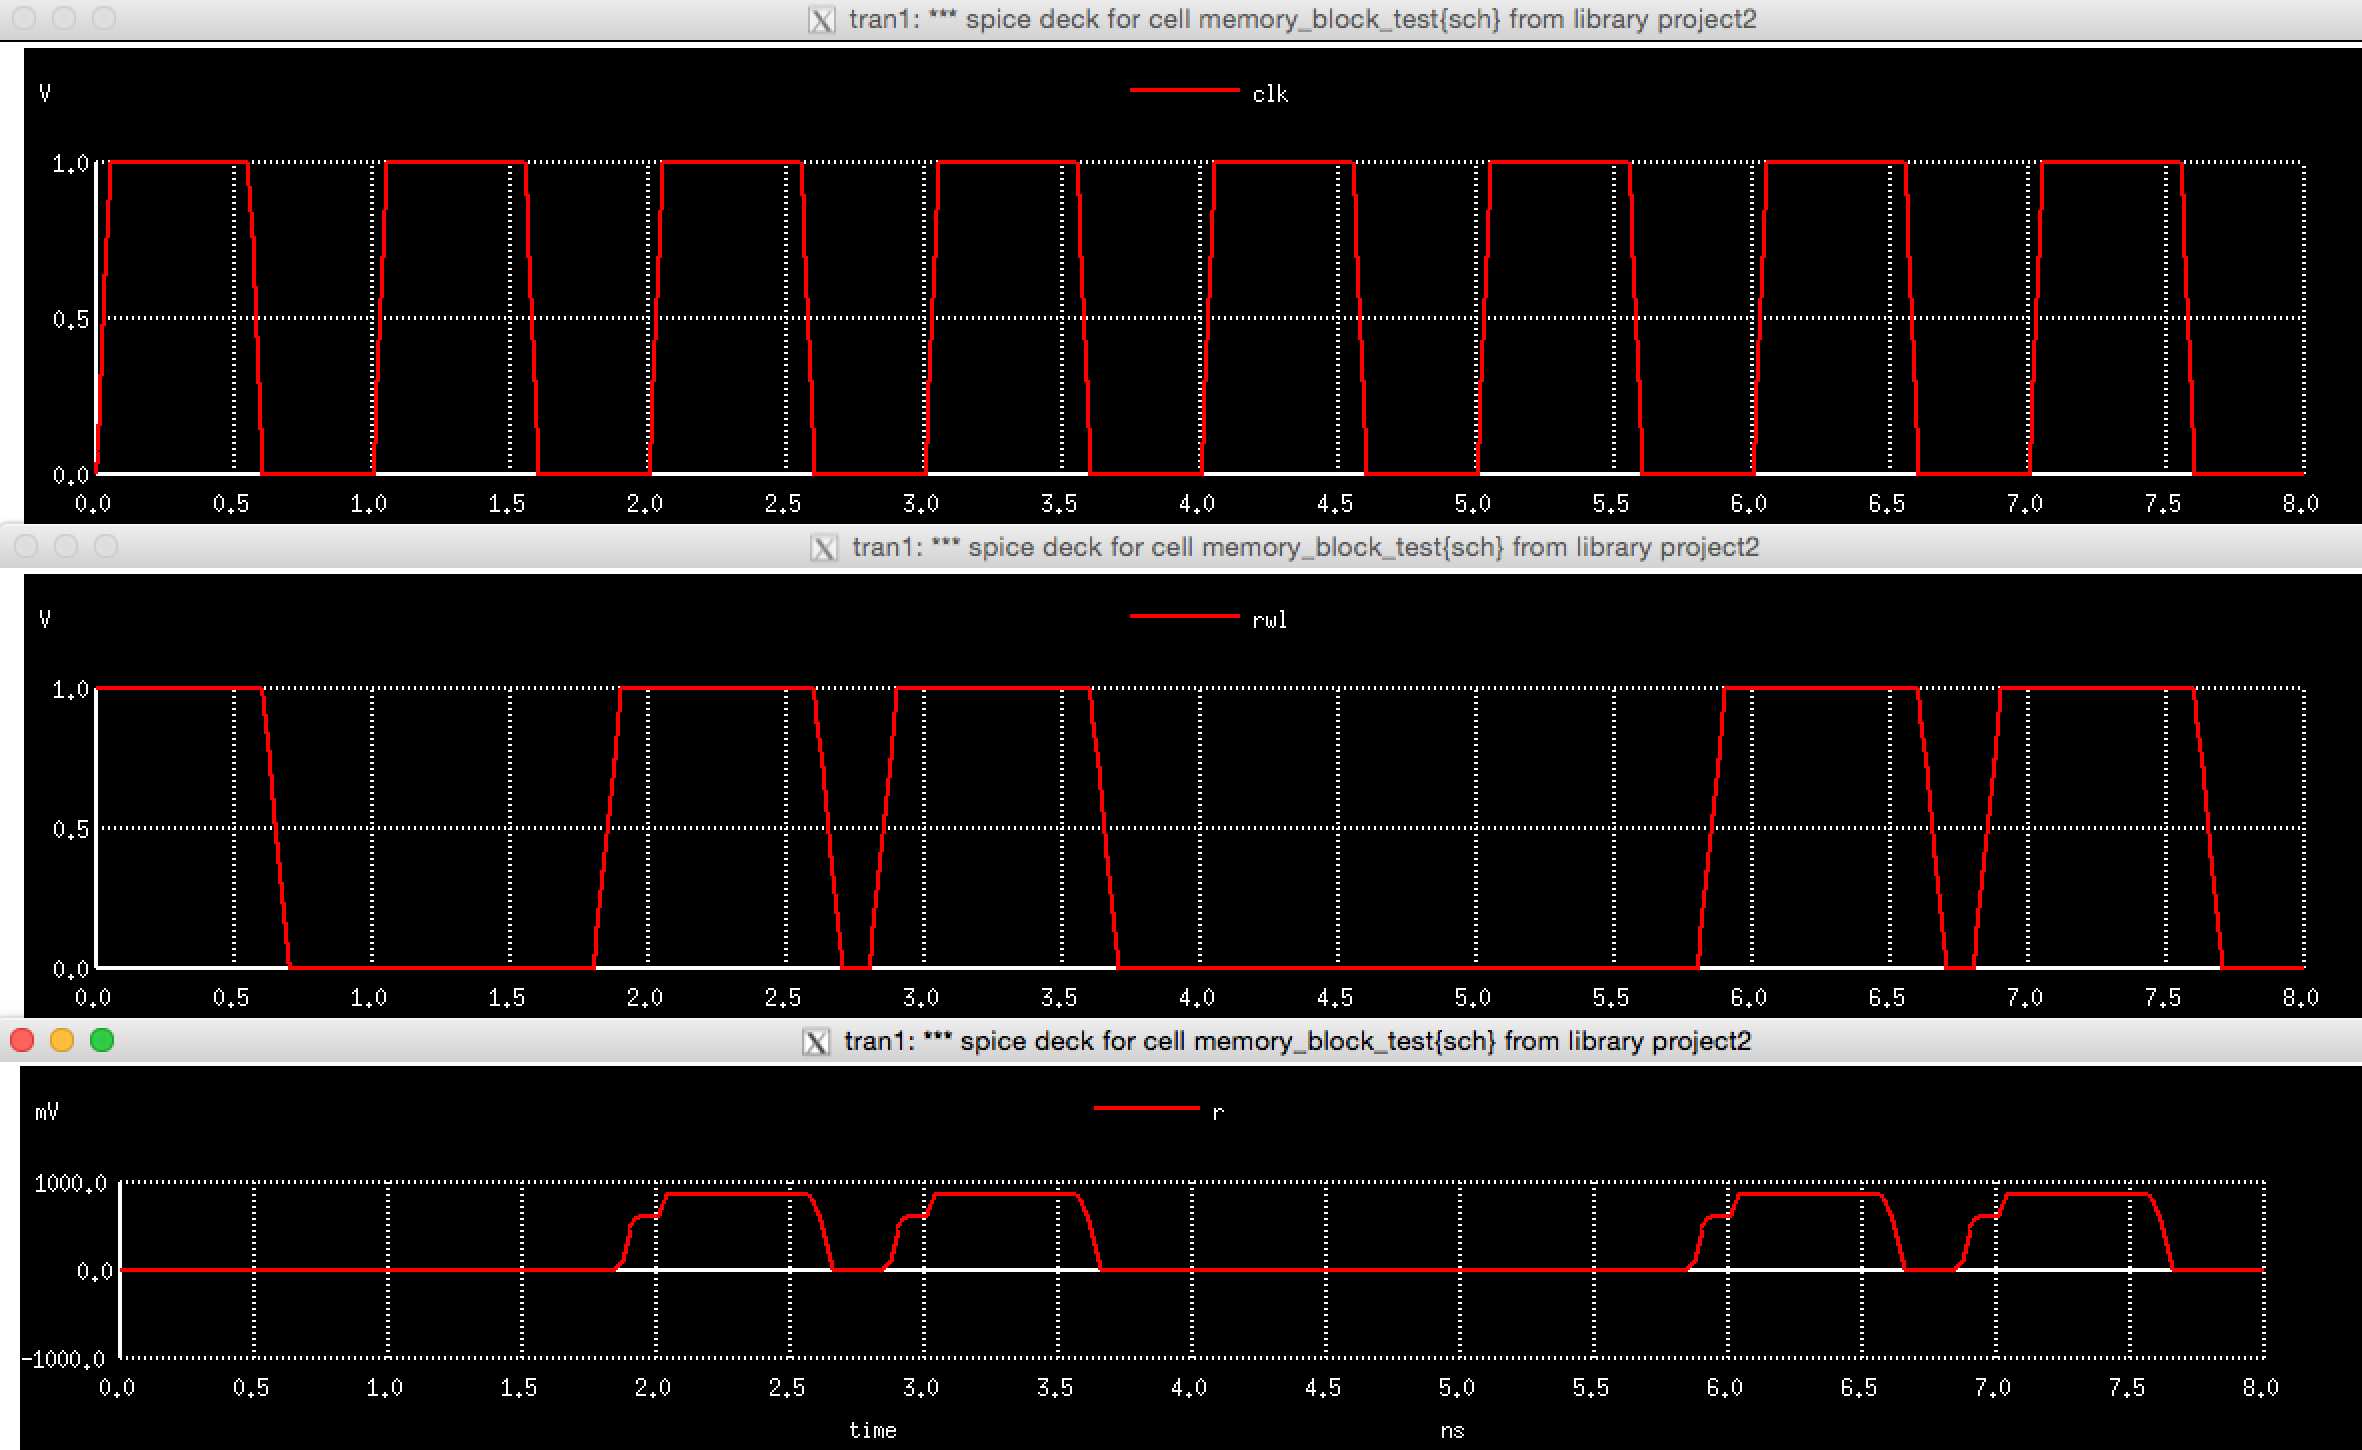 tran1: *** spice deck for cell memory_block_test{sch} from library project2
V
clk
1.0
0.5
0.0
0.0 0.5 1.0 1.5 2.0 2.5 3.0 3.5 4.0 4.5 5.0 5.5 6.0 6.5 7.0 7.5 8.0
tran1: *** spice deck for cell memory_block_test{sch} from library project2
V
rwl
1.0
0.5
0.0
0.0 0.5 1.0 1.5 2.0 2.5 3.0 3.5 4.0 4.5 5.0 5.5 6.0 6.5 7.0 7.5 8.0
tran1: *** spice deck for cell memory_block_test{sch} from library project2
mV
r
1000.0
0.0
-1000.0
0.0 0.5 1.0 1.5 2.0 2.5 3.0 3.5 4.0 4.5 5.0 5.5 6.0 6.5 7.0 7.5 8.0
time ns